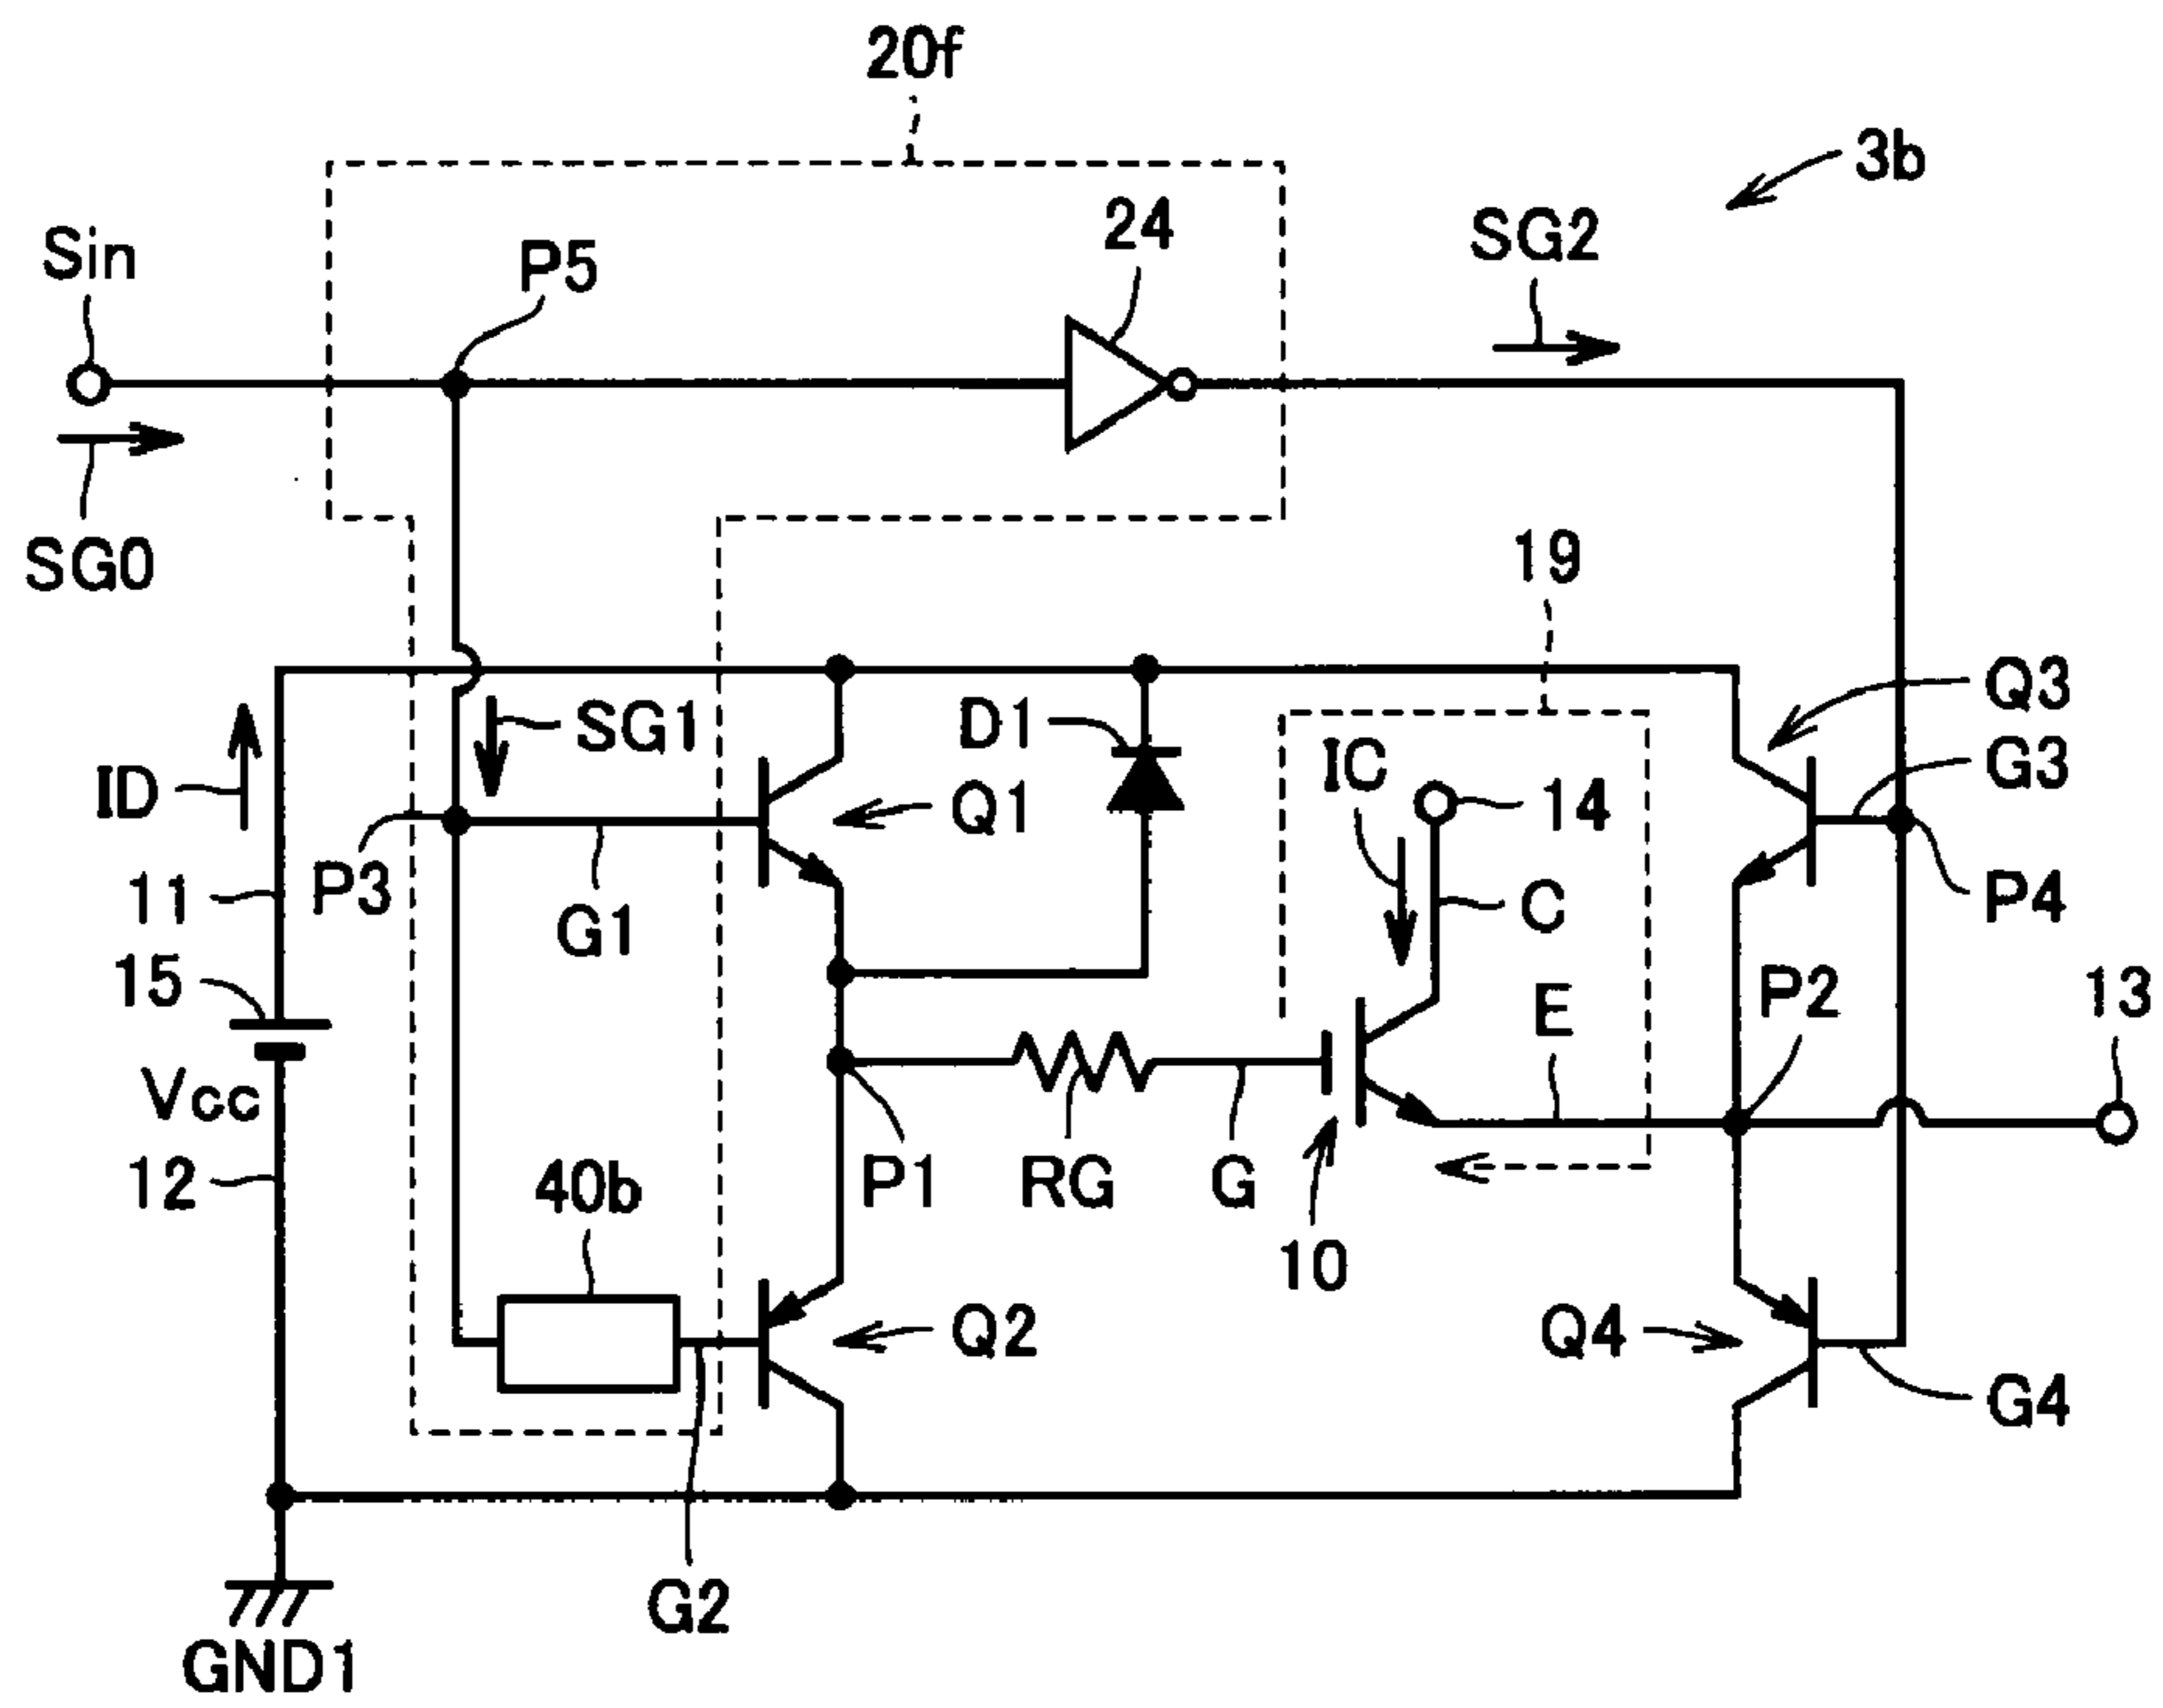 20f
3b
Sin
P5
24
SG2
SG0
19
Q3
SG1
D1
IC
14
G3
ID
Q1
P3
11
G1
C
P4
15
E
P2
13
Vcc
12
40b
P1
RG
G
10
Q2
Q4
G4
G2
GND1